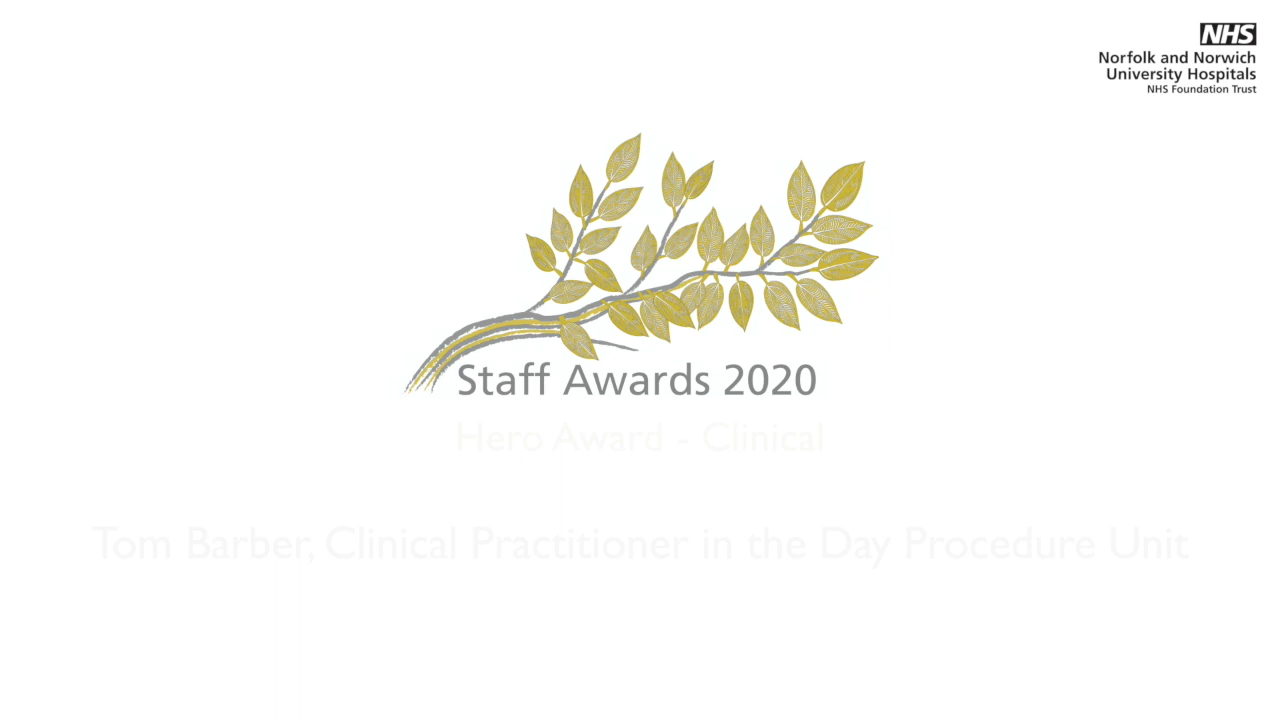 NHS
Norfolk and Norwich
University Hospitals
NHS Foundation Trust
Staff Awards 2020
Hero Award - Clinical
Tom Barber, Clinical Practitioner in the Day Procedure Unit